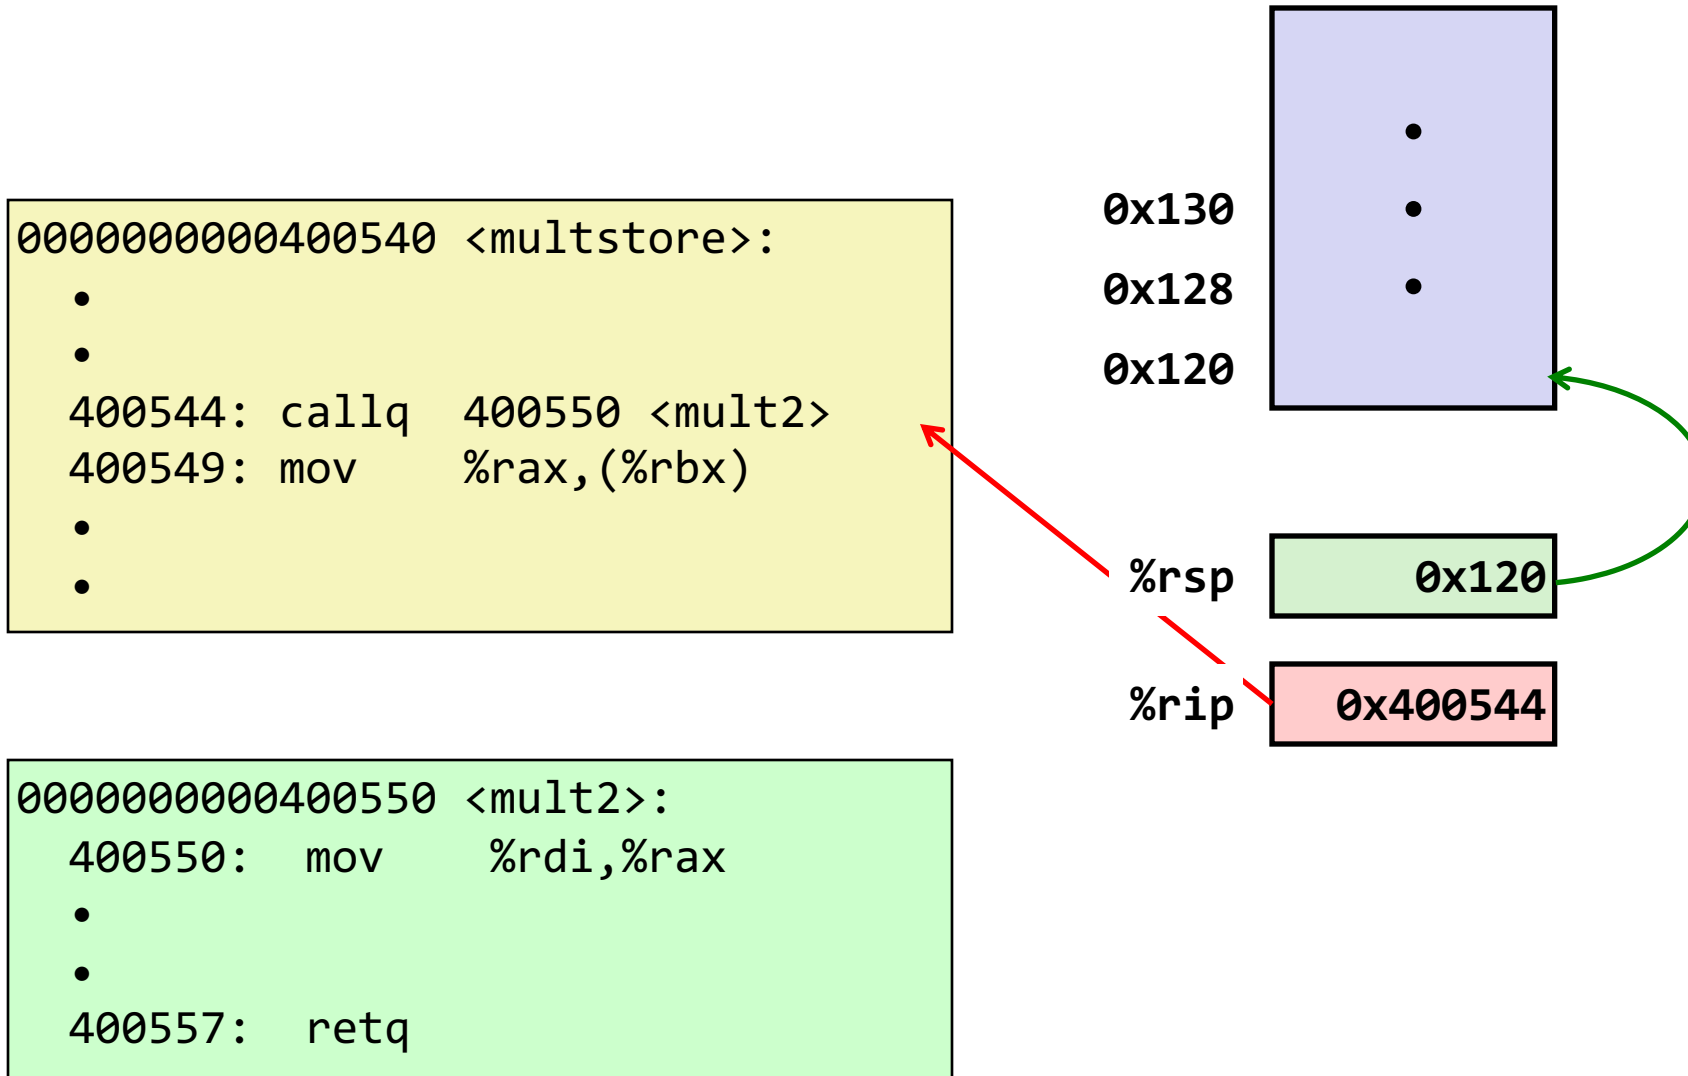 0000000000400540 <multstore>:
•
•
400544: callq 400550 <mult2>
400549: mov %rax,(%rbx)
•
•
0000000000400550 <mult2>:
400550: mov %rdi,%rax
•
•
400557: retq
•
0x130 •
0x128 •
0x120
%rsp 0x120
%rip 0x400544